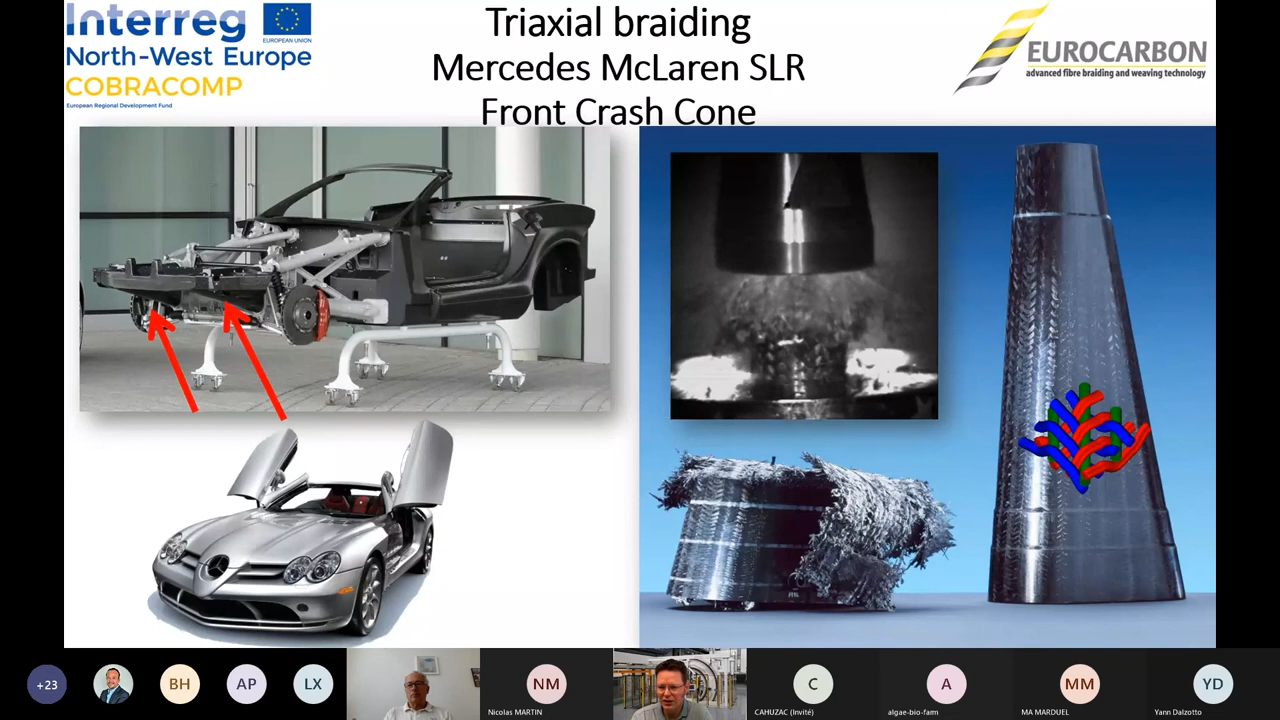 Interreg
EUROPEAN UNION
North-West Europe
COBRACOMP
European Regional Development Fund
Triaxial braiding
Mercedes McLaren SLR
Front Crash Cone
EUROCARBON
advanced fibre braiding and weaving technology
+23
BH
AP
LX
NM
Nicolas MARTIN
C
CAHUZAC (Invité)
A
algae-bio-farm
MM
MA MARDUEL
YD
Yann Dalzotto